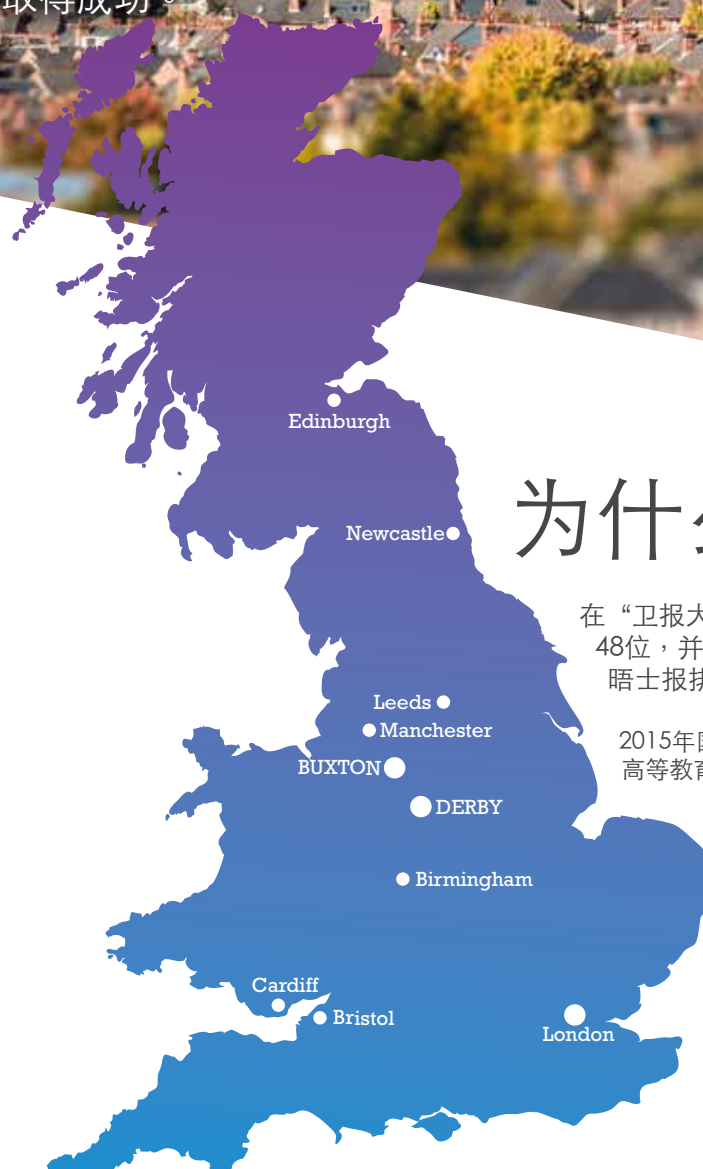 取得成功。
Edinburgh
Newcastle
为什
在“卫报大
48位，并
晤士报排
Leeds
Manchester
2015年
高等教育
BUXTON
DERBY
Birmingham
Cardiff
Bristol
London